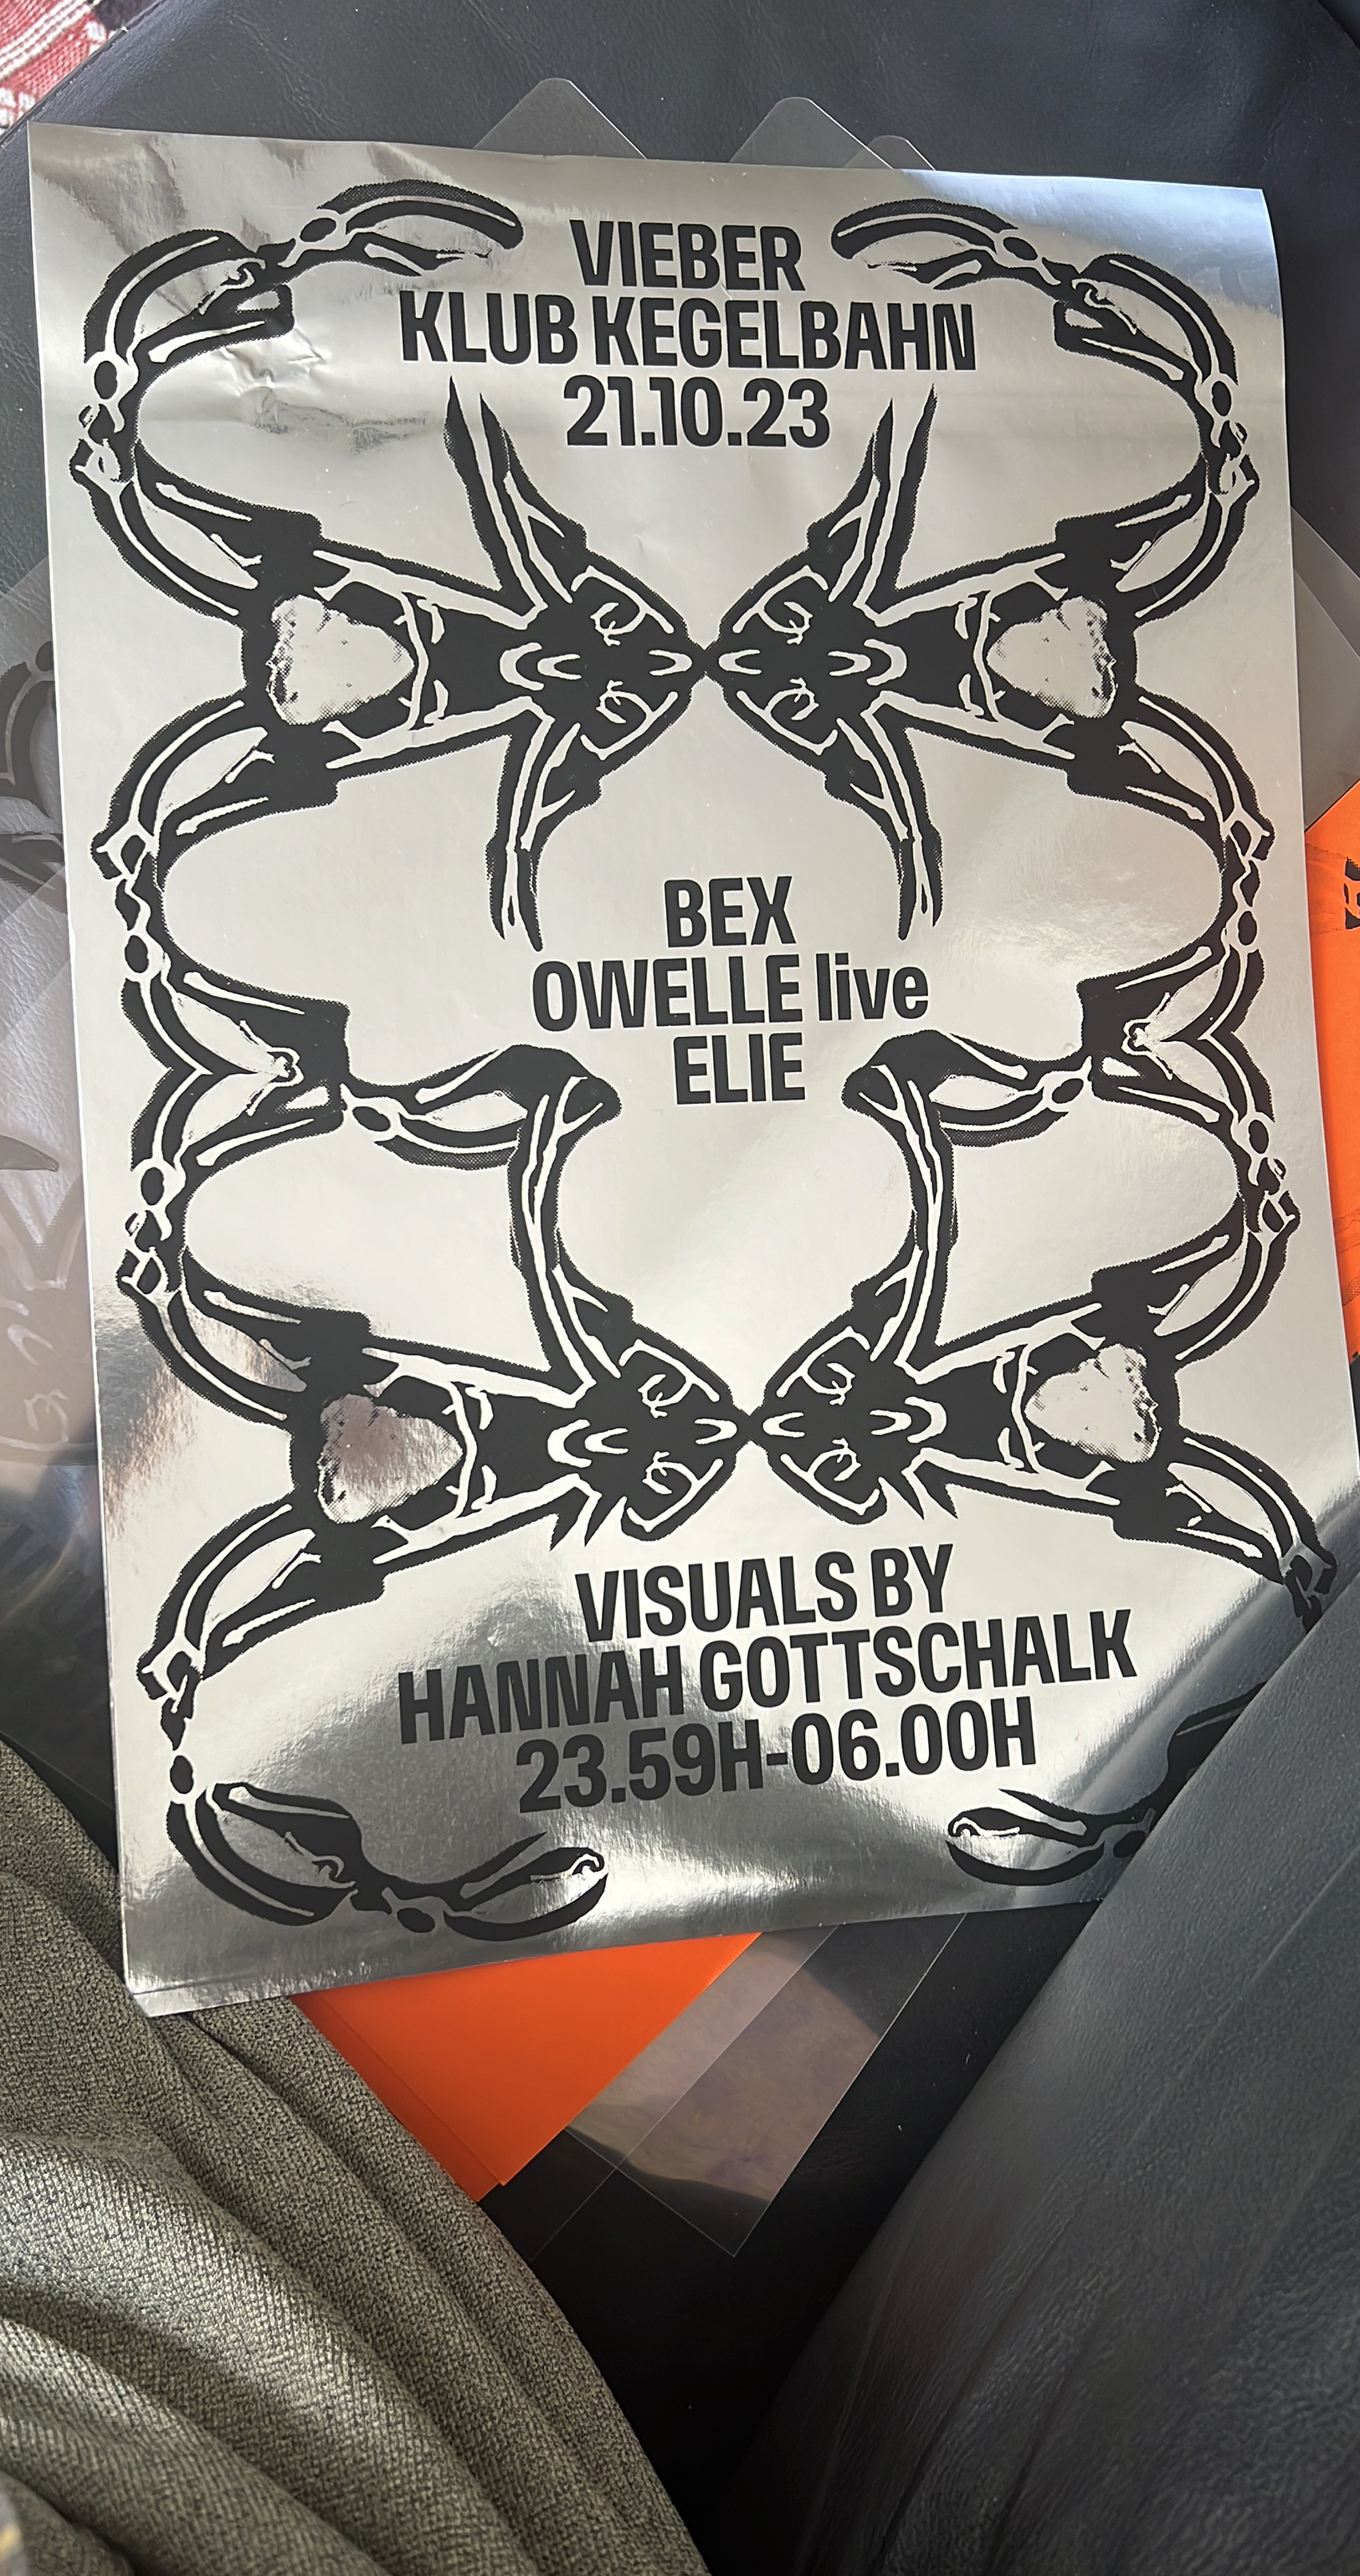 VIEBER
KLUB KEGELBAHN
21.10.23
BEX
OWELLE live
ELIE
VISUALS BY
HANNAH GOTTSCHALK
23.59H-06.00H